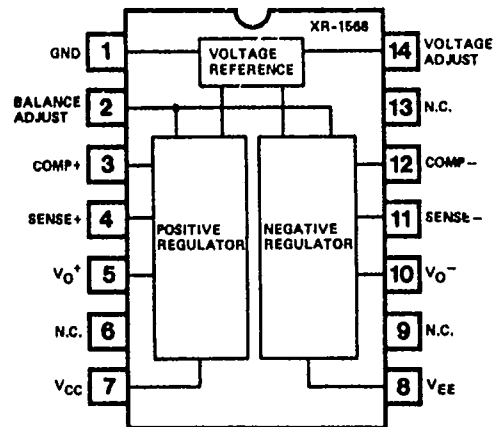 XR-1568
GND 1
VOLTAGE
REFERENCE
14 VOLTAGE
ADJUST
BALANCE
ADJUST
2
13 N.C.
COMP+ 3
12 COMP-
SENSE+ 4
11 SENSE-
POSITIVE
REGULATOR
NEGATIVE
REGULATOR
VO+ 5
10 VO-
N.C. 6
9 N.C.
VCC 7
8 VEE